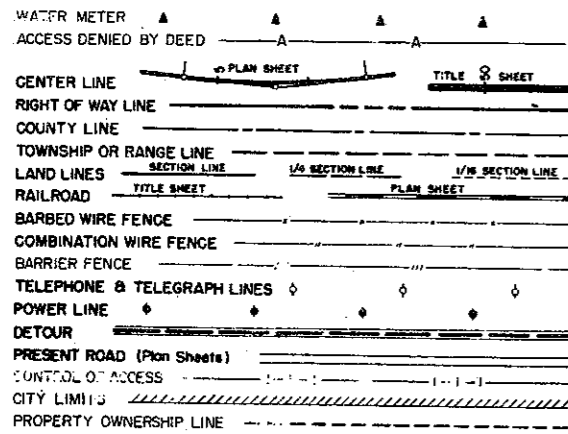 WATER METER
ACCESS DENIED BY DEED A A
CENTER LINE PLAN SHEET TITLE SHEET
RIGHT OF WAY LINE
COUNTY LINE
TOWNSHIP OR RANGE LINE
LAND LINES SECTION LINE 1/4 SECTION LINE 1/16 SECTION LINE
RAILROAD TITLE SHEET PLAN SHEET
BARBED WIRE FENCE
COMBINATION WIRE FENCE
BARRIER FENCE
TELEPHONE & TELEGRAPH LINES
POWER LINE
DETOUR
PRESENT ROAD (Plan Sheets)
CONTROL OF ACCESS
CITY LIMITS
PROPERTY OWNERSHIP LINE